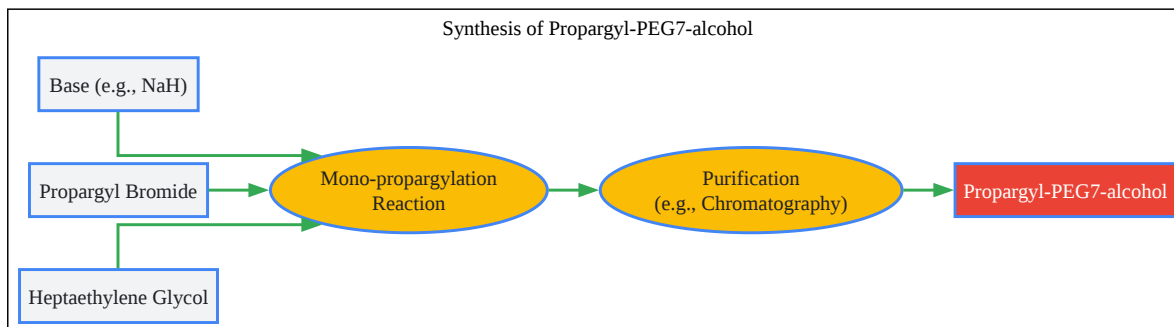 Synthesis of Propargyl-PEG7-alcohol
Base (e.g., NaH)
Propargyl Bromide
Heptaethylene Glycol
Mono-propargylation
Reaction
Purification
(e.g., Chromatography)
Propargyl-PEG7-alcohol